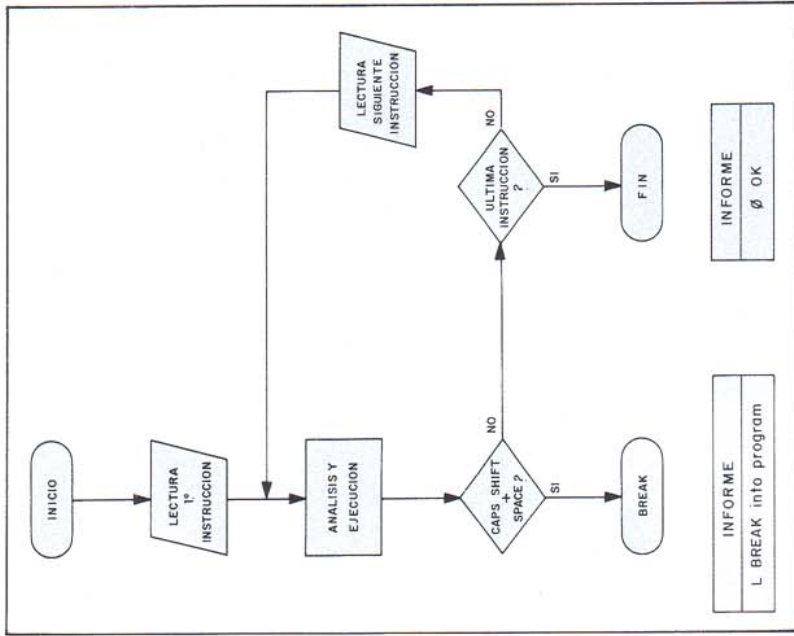 INICIO
LECTURA
1.º
INSTRUCCION
ANALISIS Y
EJECUCION
CAPS SHIFT
+
SPACE ?
NO
SI
BREAK
LECTURA
SIGUIENTE
INSTRUCCION
NO
ULTIMA
INSTRUCCION
?
SI
FIN
INFORME
L BREAK into program
INFORME
Ø OK